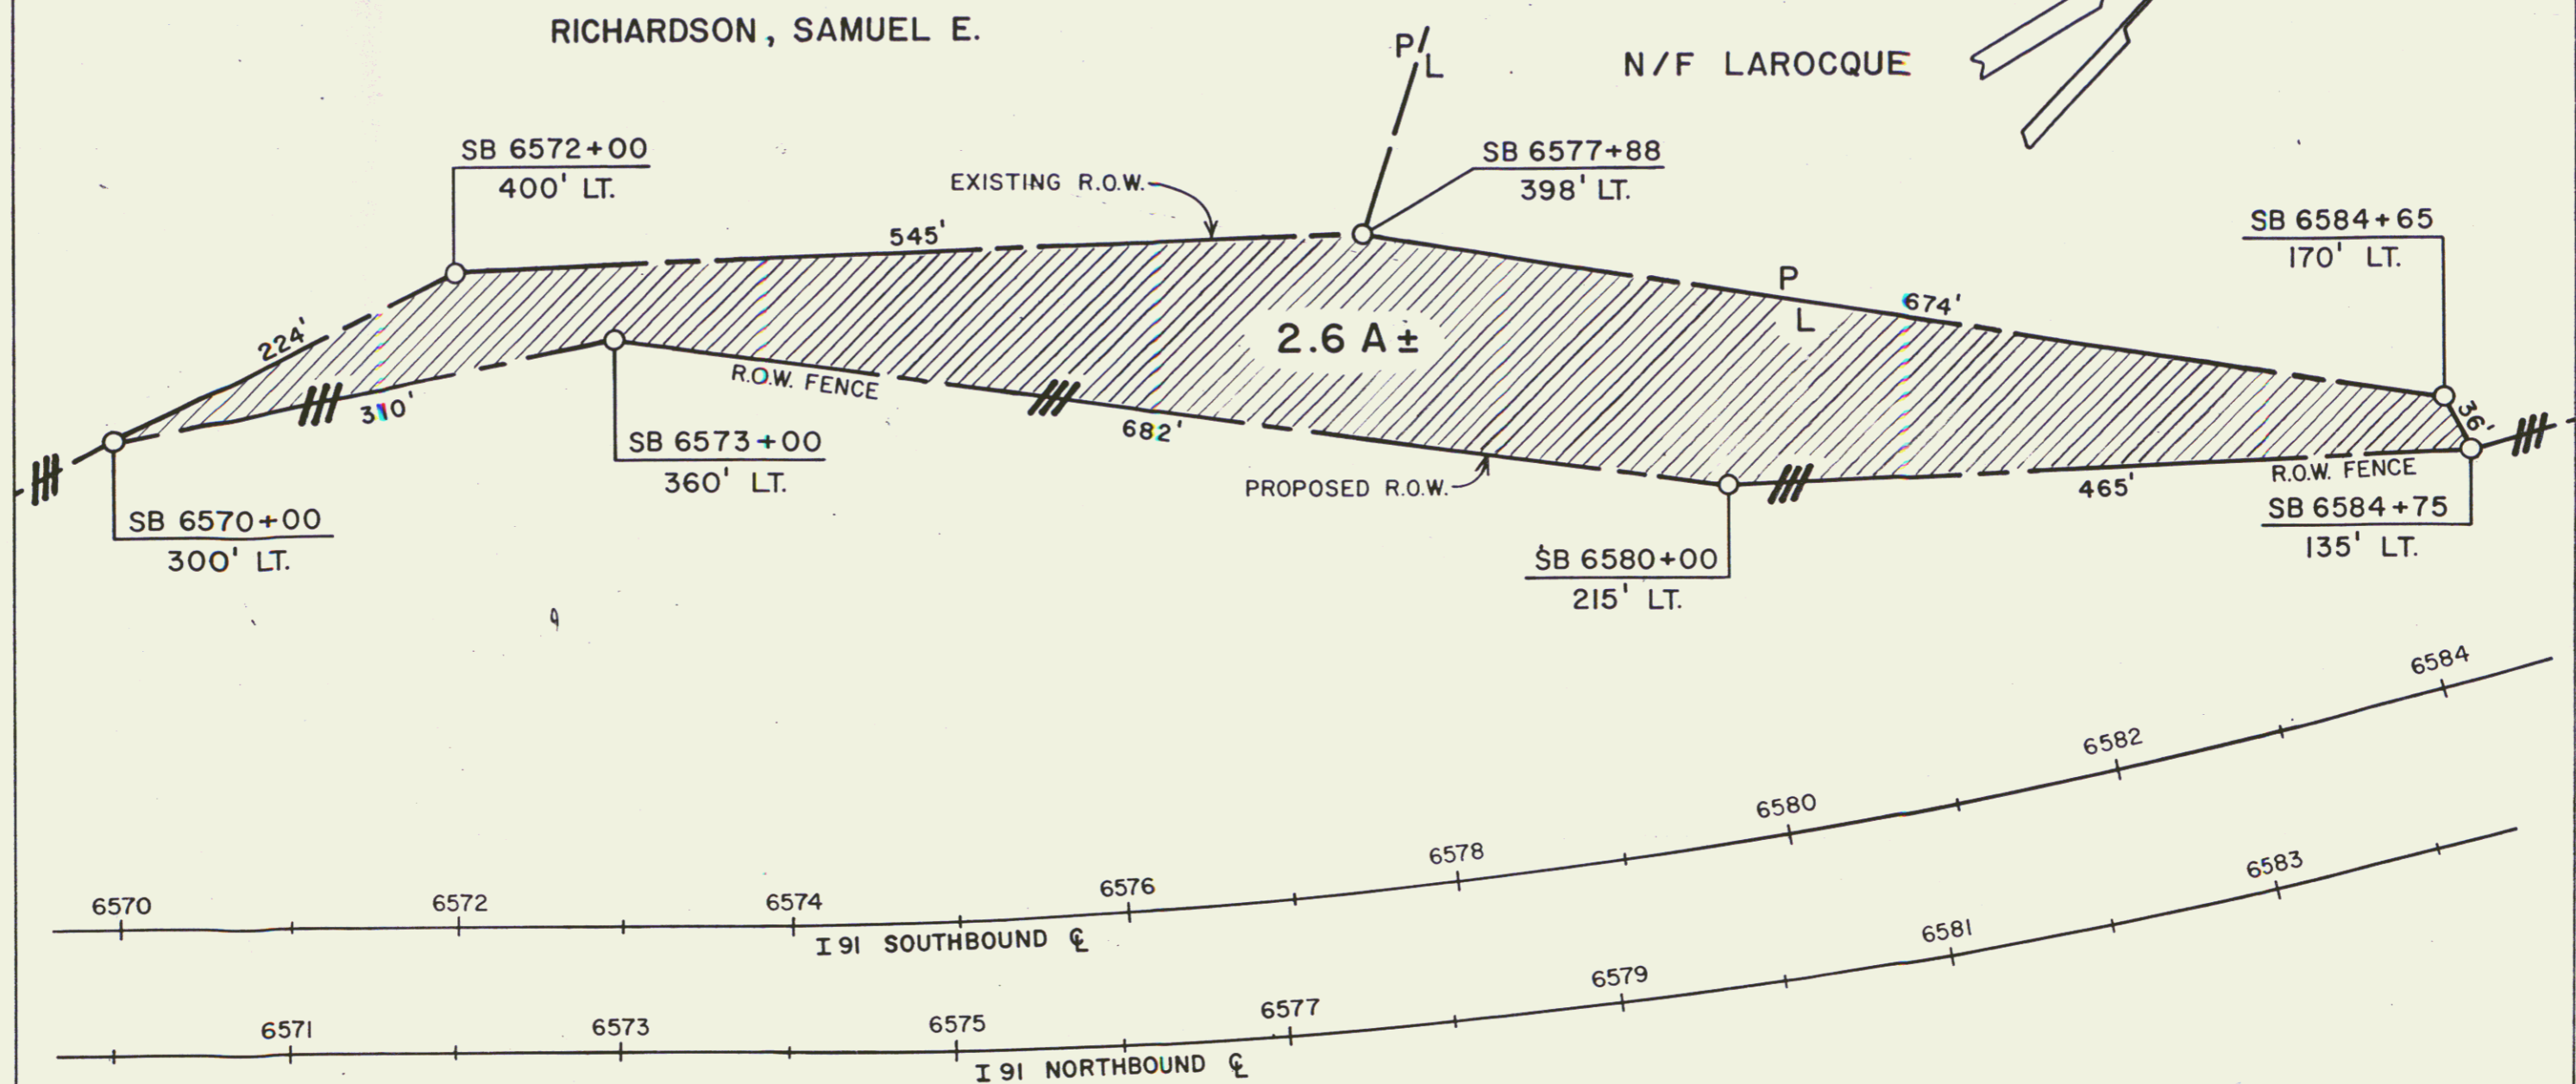 RICHARDSON, SAMUEL E.
P/L
N/F LAROCQUE
SB 6572+00
400' LT.
EXISTING R.O.W.
SB 6577+88
398' LT.
SB 6584+65
170' LT.
545'
P
L
674'
224'
2.6 A ±
310'
R.O.W. FENCE
682'
36'
SB 6573+00
360' LT.
PROPOSED R.O.W.
465'
R.O.W. FENCE
SB 6570+00
300' LT.
SB 6580+00
215' LT.
SB 6584+75
135' LT.
6570
6572
6574
6576
6578
6580
6582
6584
I 91 SOUTHBOUND ℄
6571
6573
6575
6577
6579
6581
6583
I 91 NORTHBOUND ℄